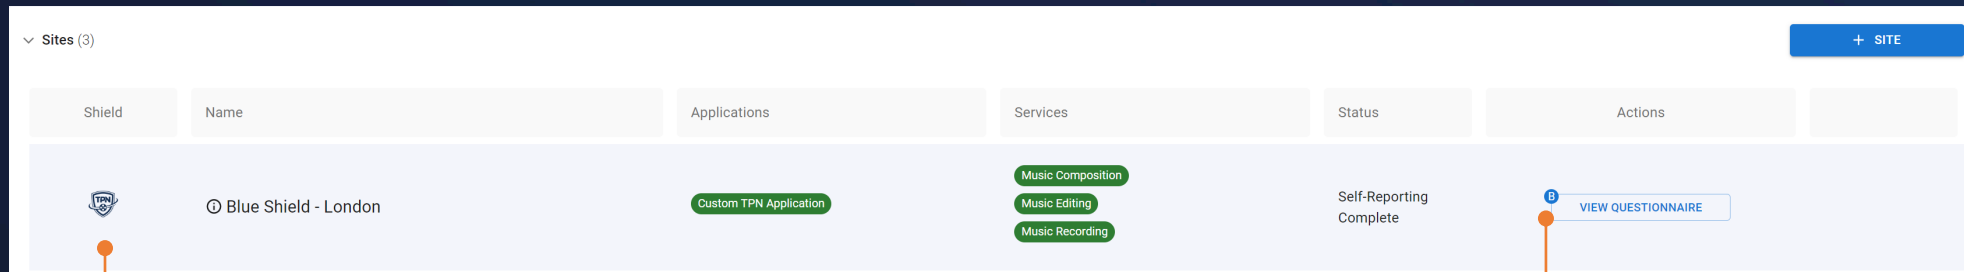 Sites (3)
+ SITE
Shield
Name
Applications
Services
Status
Actions
TPN
Blue Shield - London
Custom TPN Application
Music Composition
Music Editing
Music Recording
Self-Reporting
Complete
B
VIEW QUESTIONNAIRE